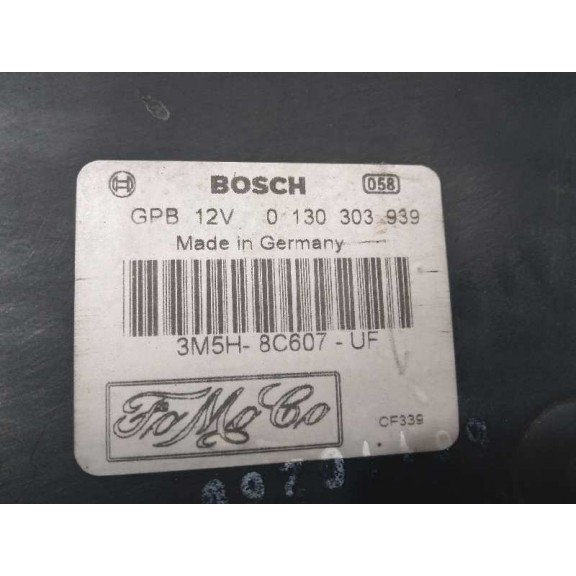 BOSCH 058
GPB 12V 0 130 303 939
Made in Germany
3M5H- 8C607 - UF
FoMoCo
CF339